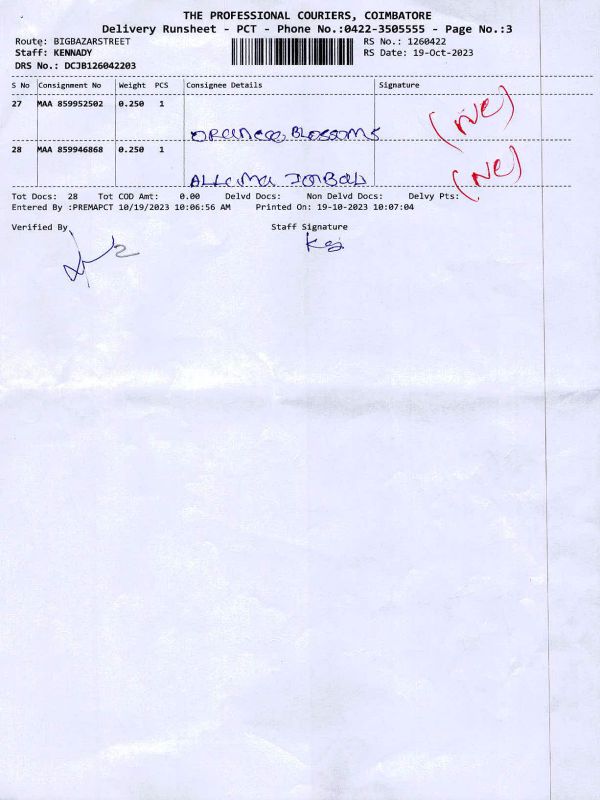 THE PROFESSIONAL COURIERS, COIMBATORE
Delivery Runsheet - PCT - Phone No.:0422-3505555 - Page No.:3
Route: BIGBAZARSTREET RS No.: 1260422
Staff: KENNADY RS Date: 19-Oct-2023
DRS No.: DCJB126042203
S No Consignment No Weight PCS Consignee Details Signature
27 MAA 859952502 0.250 1
BLOSSOMS (NE)
28 MAA 859946868 0.250 1
(NE)
Tot Docs: 28 Tot COD Amt: 0.00 Delvd Docs: Non Delvd Docs: Delvy Pts:
Entered By :PREMAPCT 10/19/2023 10:06:56 AM Printed On: 19-10-2023 10:07:04
Verified By Staff Signature